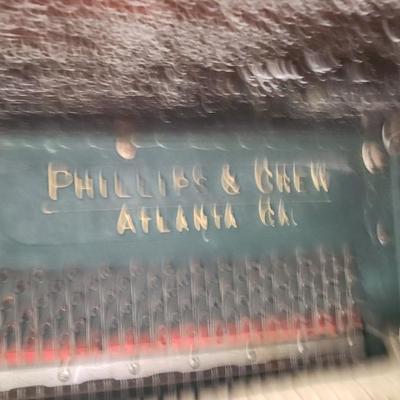 PHILLIPS & CREW
ATLANTA GA.